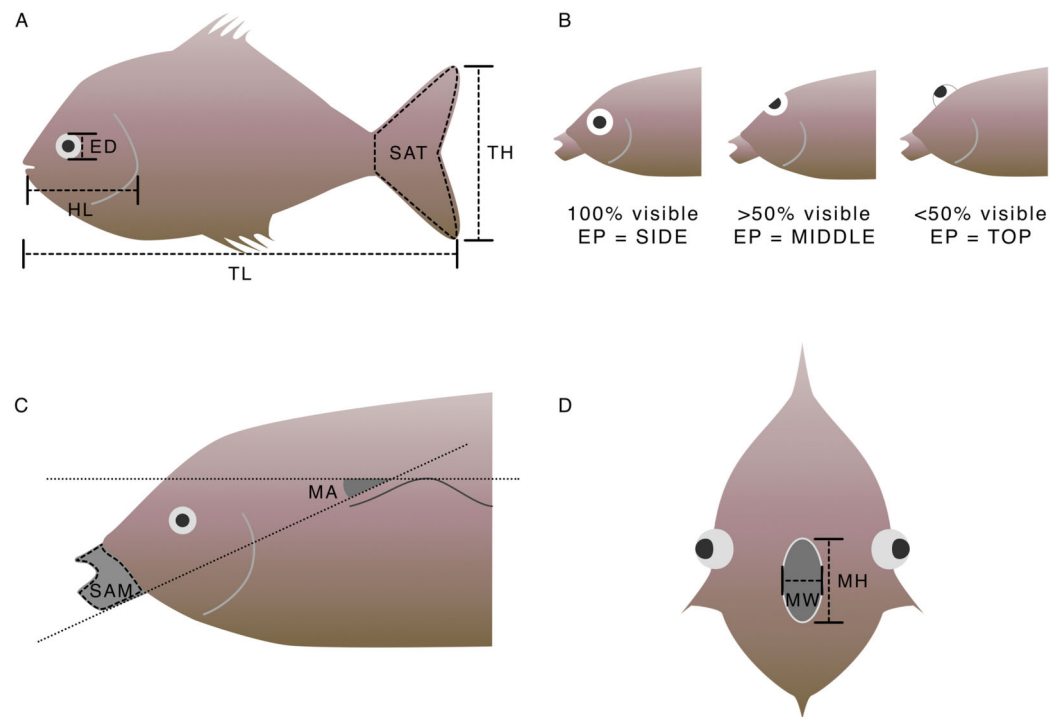 A
ED
HL
TL
SAT
TH
B
100% visible
EP = SIDE
>50% visible
EP = MIDDLE
<50% visible
EP = TOP
C
MA
SAM
D
MW
MH